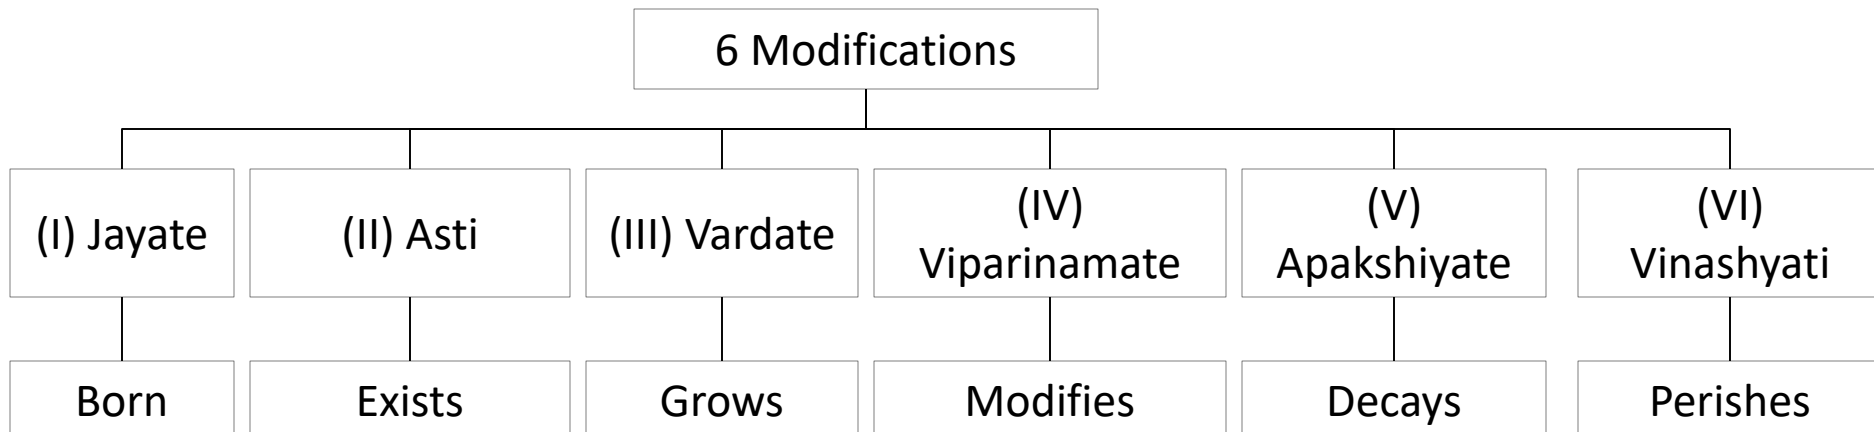 6 Modifications
(I) Jayate
(II) Asti
(III) Vardate
(IV)
Viparinamate
(V)
Apakshiyate
(VI)
Vinashyati
Born
Exists
Grows
Modifies
Decays
Perishes